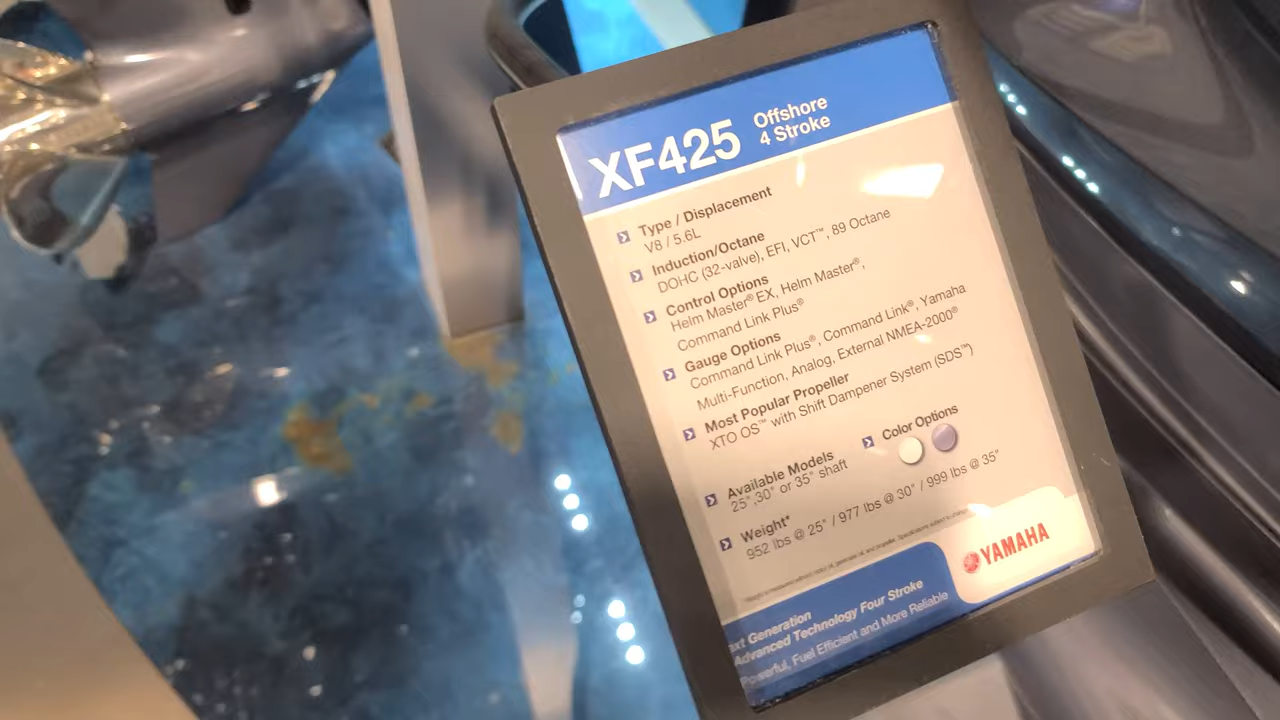 XF425
Offshore
4 Stroke
Type / Displacement
V8 / 5.6L
Induction/Octane
DOHC (32-valve), EFI, VCT™, 89 Octane
Control Options
Helm Master® EX, Helm Master®,
Command Link Plus®
Gauge Options
Command Link Plus®, Command Link®, Yamaha
Multi-Function, Analog, External NMEA-2000®
Most Popular Propeller
XTO OS™ with Shift Dampener System (SDS™)
Available Models
25",30" or 35" shaft
Color Options
Weight*
952 lbs @ 25" / 977 lbs @ 30" / 999 lbs @ 35"
YAMAHA
Generation
Advanced Technology Four Stroke
Powerful, Fuel Efficient and More Reliable